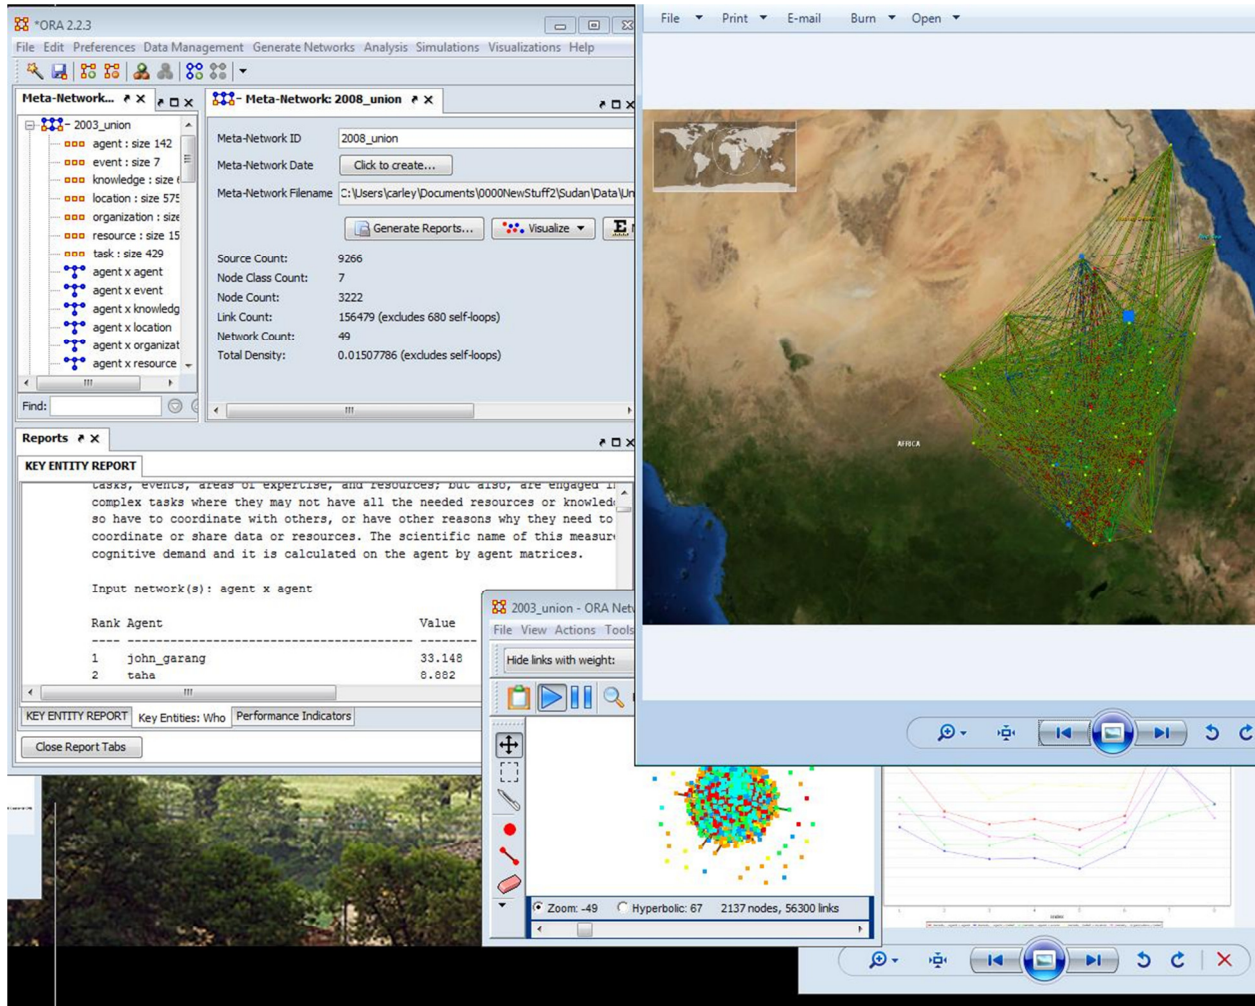 *ORA 2.2.3
File Edit Preferences Data Management Generate Networks Analysis Simulations Visualizations Help
Meta-Network...
- Meta-Network: 2008_union
2003_union
agent : size 142
event : size 7
knowledge : size
location : size 575
organization : size
resource : size 15
task : size 429
agent x agent
agent x event
agent x knowledg
agent x location
agent x organizat
agent x resource
Find:
Meta-Network ID 2008_union
Meta-Network Date Click to create...
Meta-Network Filename C:\Users\carley\Documents\0000NewStuff2\Sudan\Data\Un
Generate Reports... Visualize
Source Count: 9266
Node Class Count: 7
Node Count: 3222
Link Count: 156479 (excludes 680 self-loops)
Network Count: 49
Total Density: 0.01507786 (excludes self-loops)
Reports
KEY ENTITY REPORT
tasks, events, areas of expertise, and resources; but also, are engaged i
complex tasks where they may not have all the needed resources or knowled
so have to coordinate with others, or have other reasons why they need to
coordinate or share data or resources. The scientific name of this measur
cognitive demand and it is calculated on the agent by agent matrices.
Input network(s): agent x agent
Rank Agent Value
1 john_garang 33.148
2 taha 8.882
KEY ENTITY REPORT Key Entities: Who Performance Indicators
Close Report Tabs
2003_union - ORA Netw
File View Actions Tools
Hide links with weight:
Zoom: -49 Hyperbolic: 67 2137 nodes, 56300 links
File Print E-mail Burn Open
AFRICA